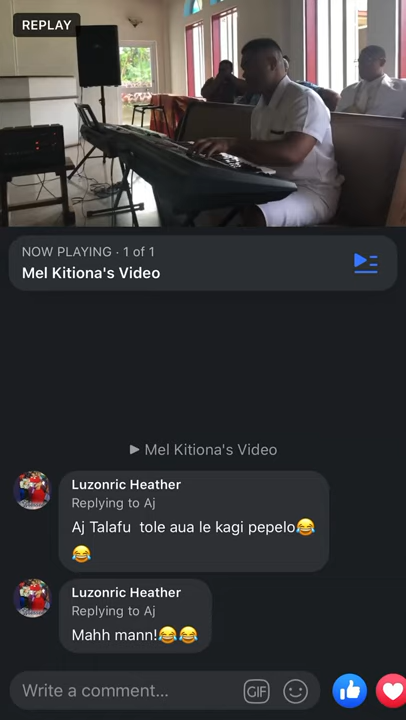 REPLAY
NOW PLAYING · 1 of 1
Mel Kitiona's Video
▶ Mel Kitiona's Video
Luzonric Heather
Replying to Aj
Aj Talafu tole aua le kagi pepelo😂
😂
Luzonric Heather
Replying to Aj
Mahh mann!😂😂
Write a comment...
GIF